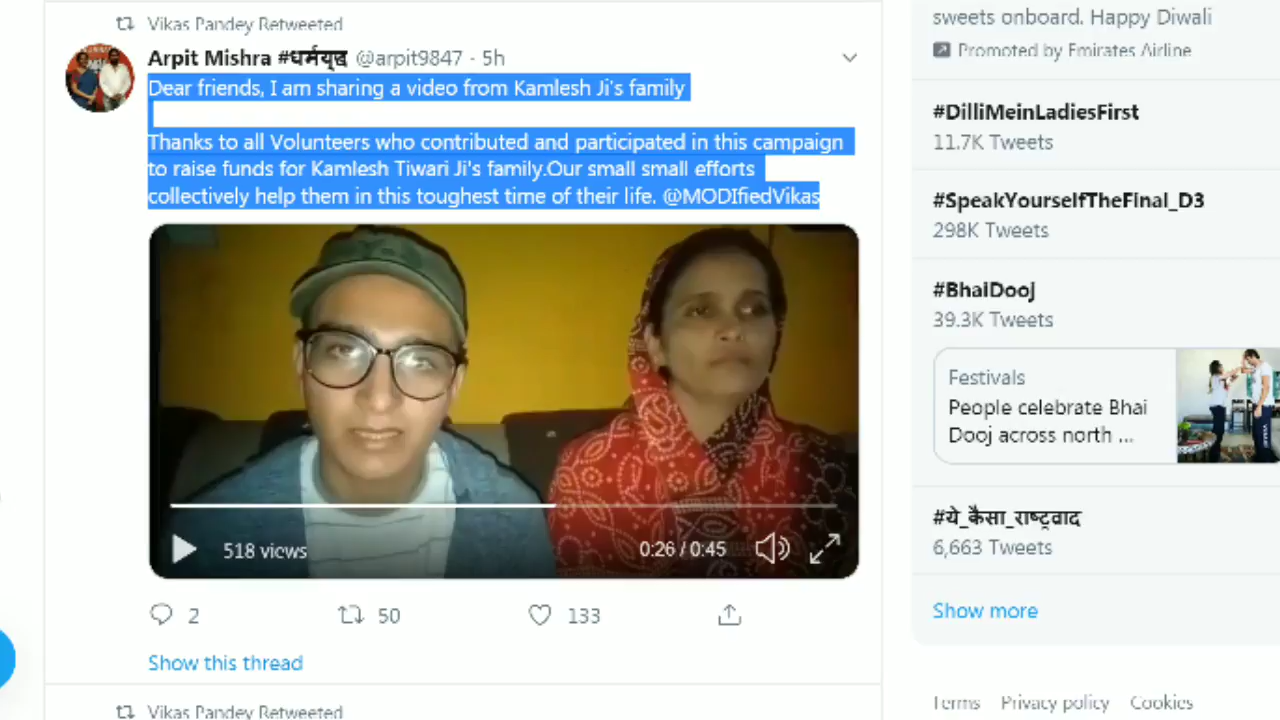 Vikas Pandey Retweeted
Arpit Mishra #धर्मयुद्ध @arpit9847 · 5h
Dear friends, I am sharing a video from Kamlesh Ji's family
Thanks to all Volunteers who contributed and participated in this campaign
to raise funds for Kamlesh Tiwari Ji's family.Our small small efforts
collectively help them in this toughest time of their life. @MODIfiedVikas
518 views
0:26 / 0:45
2
50
133
Show this thread
Vikas Pandey Retweeted
sweets onboard. Happy Diwali
Promoted by Emirates Airline
#DilliMeinLadiesFirst
11.7K Tweets
#SpeakYourselfTheFinal_D3
298K Tweets
#BhaiDooj
39.3K Tweets
Festivals
People celebrate Bhai
Dooj across north ...
#ये_कैसा_राष्ट्रवाद
6,663 Tweets
Show more
Terms Privacy policy Cookies